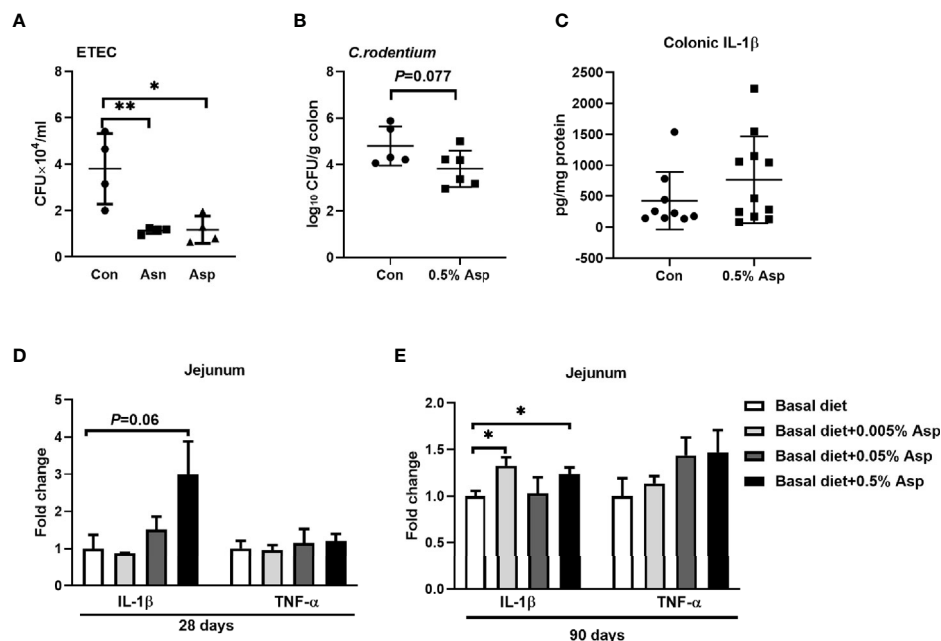 A
ETEC
*
**
8
6
4
2
0
CFU×10⁴/ml
Con Asn Asp
B
C.rodentium
P=0.077
8
6
4
2
0
log₁₀ CFU/g colon
Con 0.5% Asp
C
Colonic IL-1β
2500
2000
1500
1000
500
0
-500
pg/mg protein
Con 0.5% Asp
D
Jejunum
P=0.06
5
4
3
2
1
0
Fold change
IL-1β TNF-α
28 days
E
Jejunum
*
*
2.0
1.5
1.0
0.5
0.0
Fold change
IL-1β TNF-α
90 days
Basal diet
Basal diet+0.005% Asp
Basal diet+0.05% Asp
Basal diet+0.5% Asp